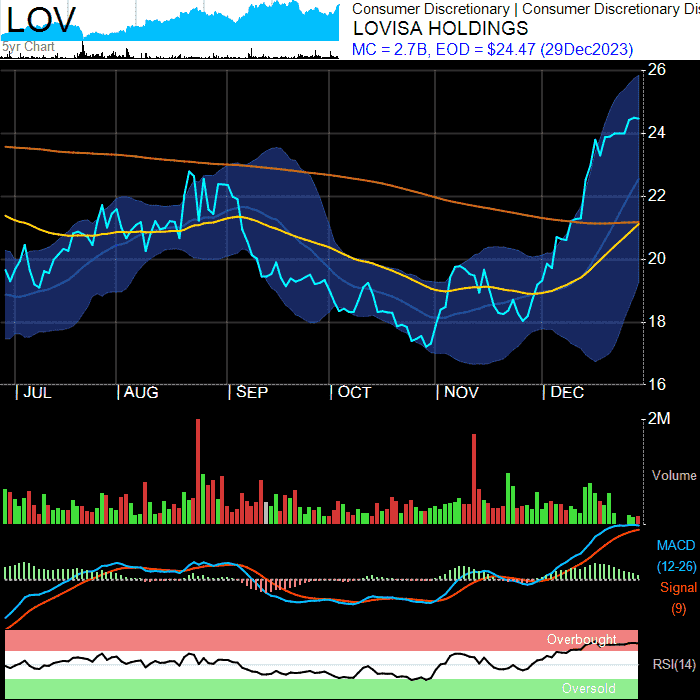 LOV
5yr Chart
Consumer Discretionary | Consumer Discretionary Dis
LOVISA HOLDINGS
MC = 2.7B, EOD = $24.47 (29Dec2023)
26
24
22
20
18
16
JUL AUG SEP OCT NOV DEC
2M
Volume
MACD
(12-26)
Signal
(9)
Overbought
RSI(14)
Oversold